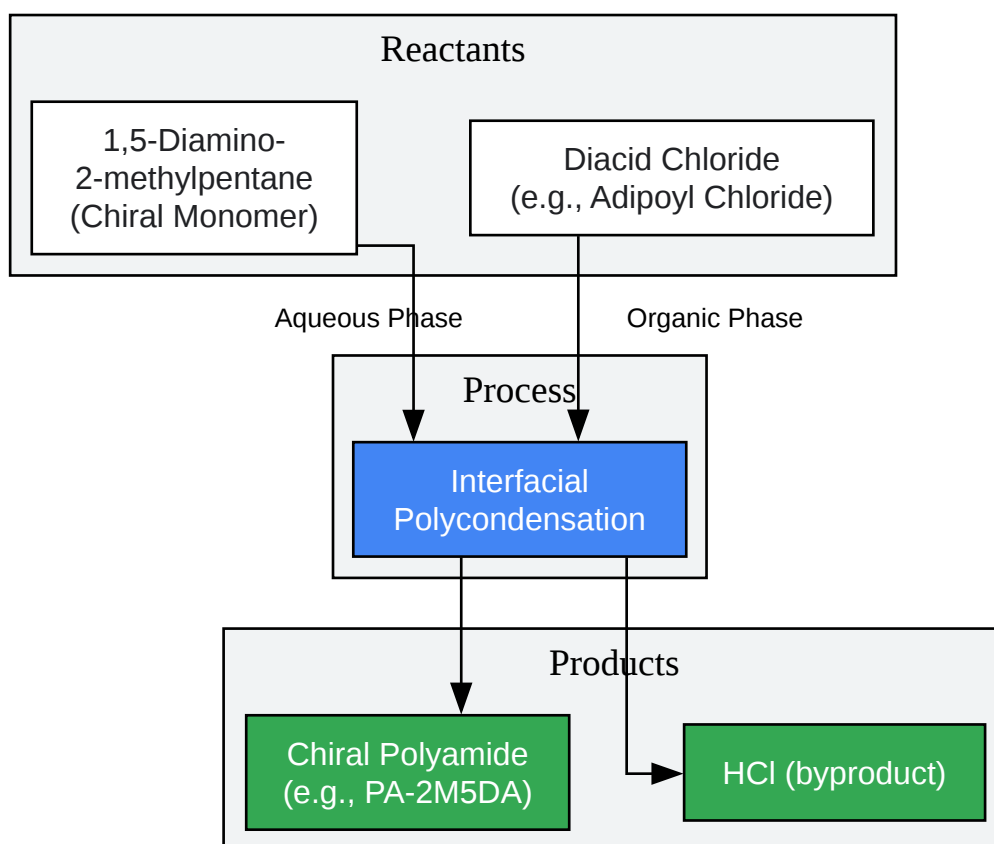 Reactants
1,5-Diamino-
2-methylpentane
(Chiral Monomer)
Diacid Chloride
(e.g., Adipoyl Chloride)
Aqueous Phase
Organic Phase
Process
Interfacial
Polycondensation
Products
Chiral Polyamide
(e.g., PA-2M5DA)
HCl (byproduct)